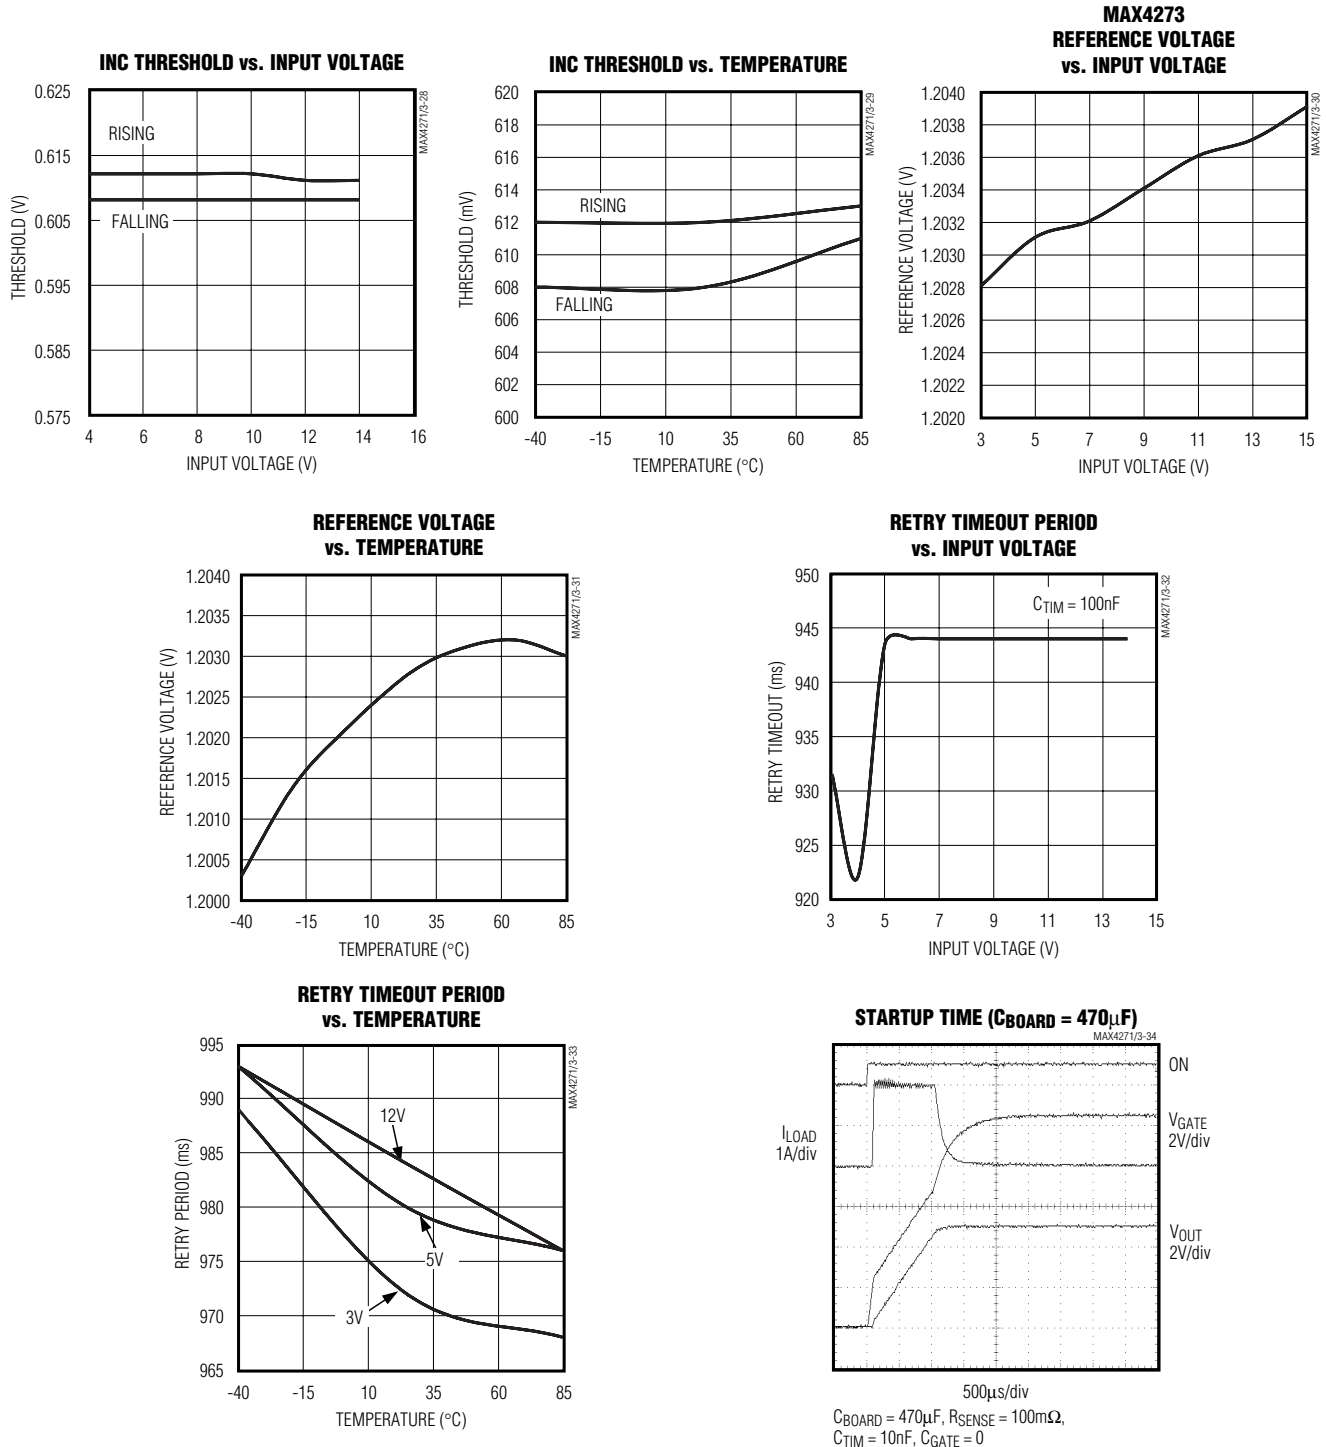 INC THRESHOLD vs. INPUT VOLTAGE
MAX4271/3-28
0.625
0.615
0.605
0.595
0.585
0.575
THRESHOLD (V)
RISING
FALLING
4 6 8 10 12 14 16
INPUT VOLTAGE (V)
INC THRESHOLD vs. TEMPERATURE
MAX4271/3-29
620
618
616
614
612
610
608
606
604
602
600
THRESHOLD (mV)
RISING
FALLING
-40 -15 10 35 60 85
TEMPERATURE (°C)
MAX4273
REFERENCE VOLTAGE
vs. INPUT VOLTAGE
MAX4271/3-30
1.2040
1.2038
1.2036
1.2034
1.2032
1.2030
1.2028
1.2026
1.2024
1.2022
1.2020
REFERENCE VOLTAGE (V)
3 5 7 9 11 13 15
INPUT VOLTAGE (V)
REFERENCE VOLTAGE
vs. TEMPERATURE
MAX4271/3-31
1.2040
1.2035
1.2030
1.2025
1.2020
1.2015
1.2010
1.2005
1.2000
REFERENCE VOLTAGE (V)
-40 -15 10 35 60 85
TEMPERATURE (°C)
RETRY TIMEOUT PERIOD
vs. INPUT VOLTAGE
MAX4271/3-32
950
945
940
935
930
925
920
RETRY TIMEOUT (ms)
CTIM = 100nF
3 5 7 9 11 13 15
INPUT VOLTAGE (V)
RETRY TIMEOUT PERIOD
vs. TEMPERATURE
MAX4271/3-33
995
990
985
980
975
970
965
RETRY PERIOD (ms)
12V
5V
3V
-40 -15 10 35 60 85
TEMPERATURE (°C)
STARTUP TIME (CBOARD = 470μF)
MAX4271/3-34
ON
ILOAD
1A/div
VGATE
2V/div
VOUT
2V/div
500μs/div
CBOARD = 470μF, RSENSE = 100mΩ,
CTIM = 10nF, CGATE = 0